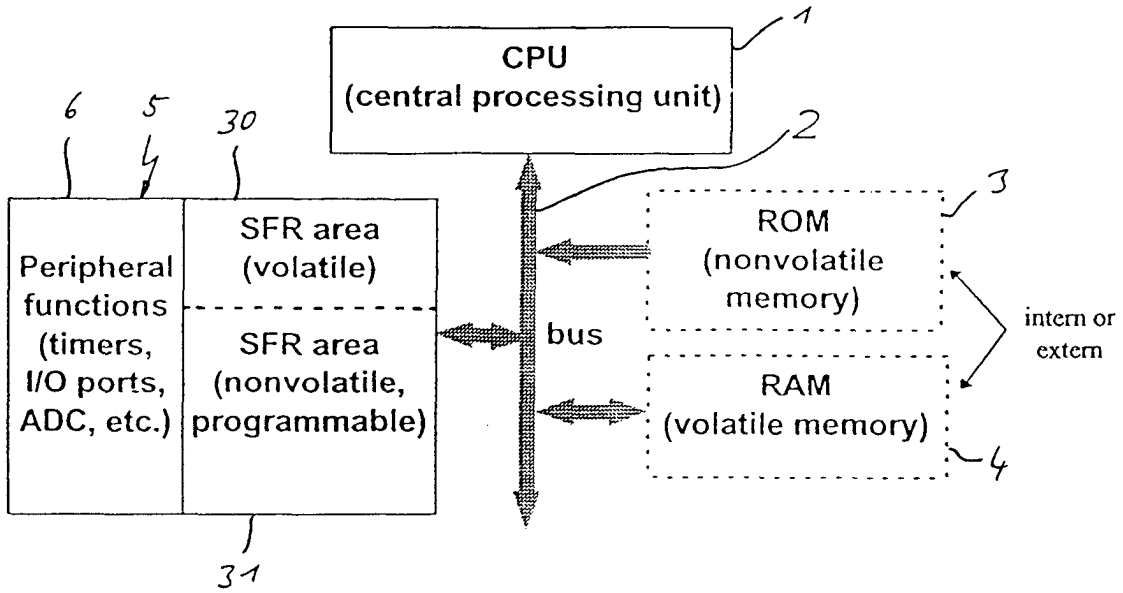 1
CPU
(central processing unit)
6
5
30
2
3
SFR area
(volatile)
Peripheral
functions
(timers,
I/O ports,
ADC, etc.)
SFR area
(nonvolatile,
programmable)
bus
ROM
(nonvolatile
memory)
intern or
extern
RAM
(volatile memory)
4
31